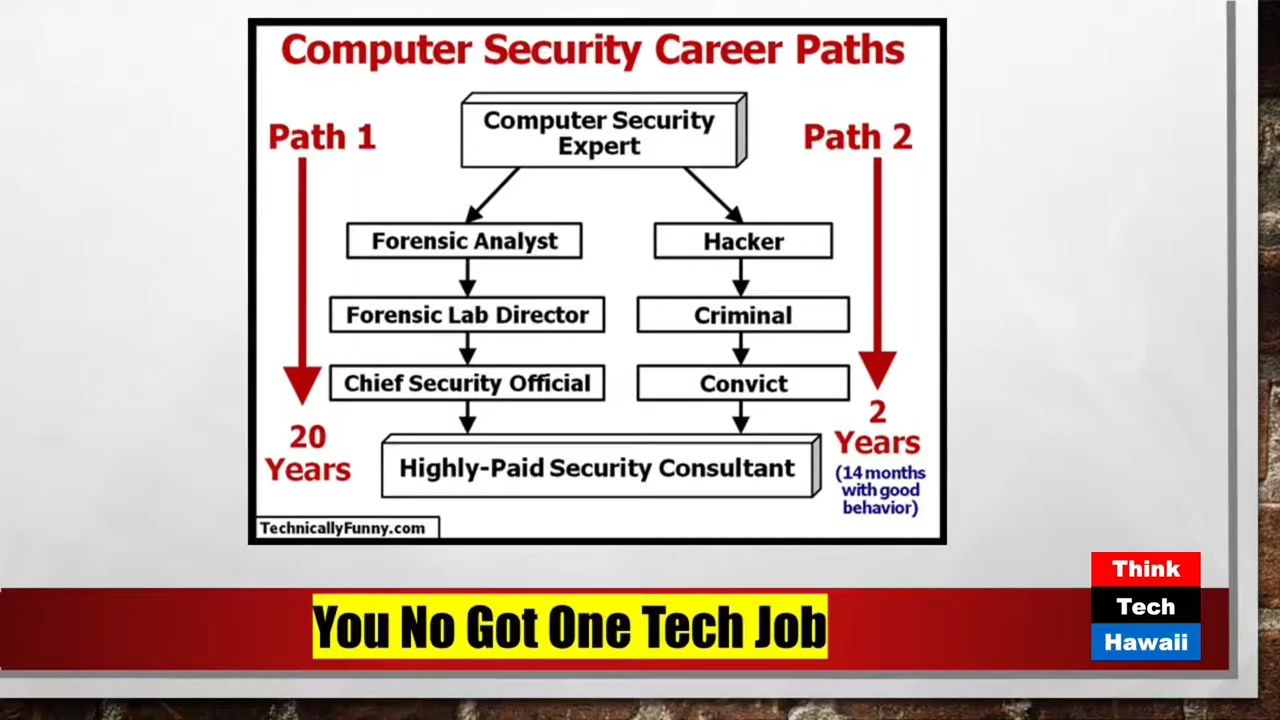 Computer Security Career Paths
Path 1
Computer Security
Expert
Path 2
Forensic Analyst
Hacker
Forensic Lab Director
Criminal
Chief Security Official
Convict
20
Years
2
Years
(14 months
with good
behavior)
Highly-Paid Security Consultant
TechnicallyFunny.com
You No Got One Tech Job
Think
Tech
Hawaii